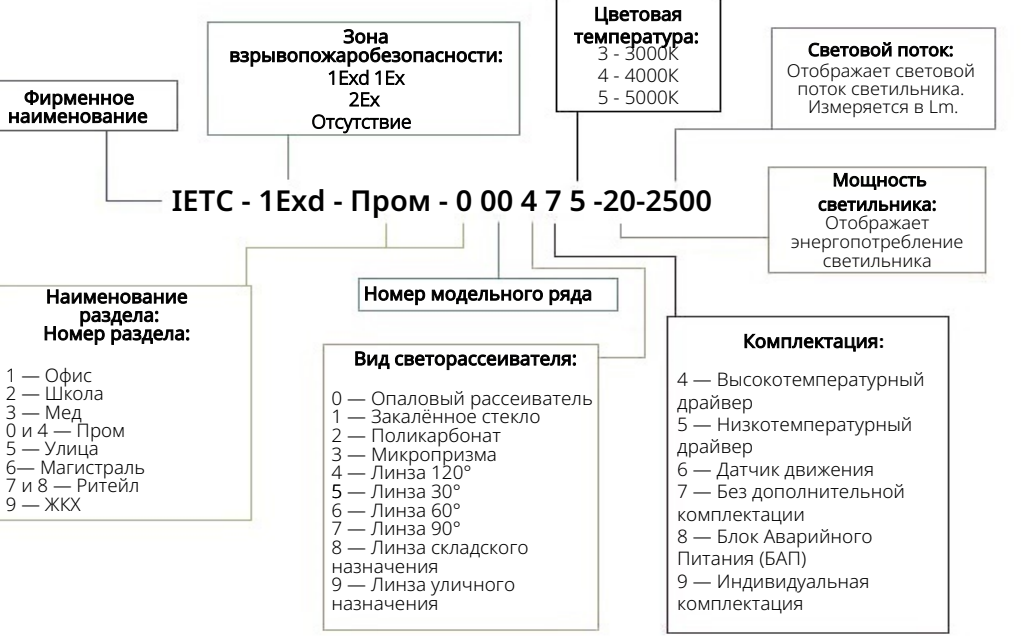 Зона
взрывопожаробезопасности:
1Exd 1Ex
2Ex
Отсутствие
Цветовая
температура:
3 - 3000К
4 - 4000К
5 - 5000К
Световой поток:
Отображает световой
поток светильника.
Измеряется в Lm.
Фирменное
наименование
IETC - 1Exd - Пром - 0 00 4 7 5 -20-2500
Мощность
светильника:
Отображает
энергопотребление
светильника
Наименование
раздела:
Номер раздела:
1 — Офис
2 — Школа
3 — Мед
0 и 4 — Пром
5 — Улица
6— Магистраль
7 и 8 — Ритейл
9 — ЖКХ
Номер модельного ряда
Вид светорассеивателя:
0 — Опаловый рассеиватель
1 — Закалённое стекло
2 — Поликарбонат
3 — Микропризма
4 — Линза 120°
5 — Линза 30°
6 — Линза 60°
7 — Линза 90°
8 — Линза складского
назначения
9 — Линза уличного
назначения
Комплектация:
4 — Высокотемпературный
драйвер
5 — Низкотемпературный
драйвер
6 — Датчик движения
7 — Без дополнительной
комплектации
8 — Блок Аварийного
Питания (БАП)
9 — Индивидуальная
комплектация